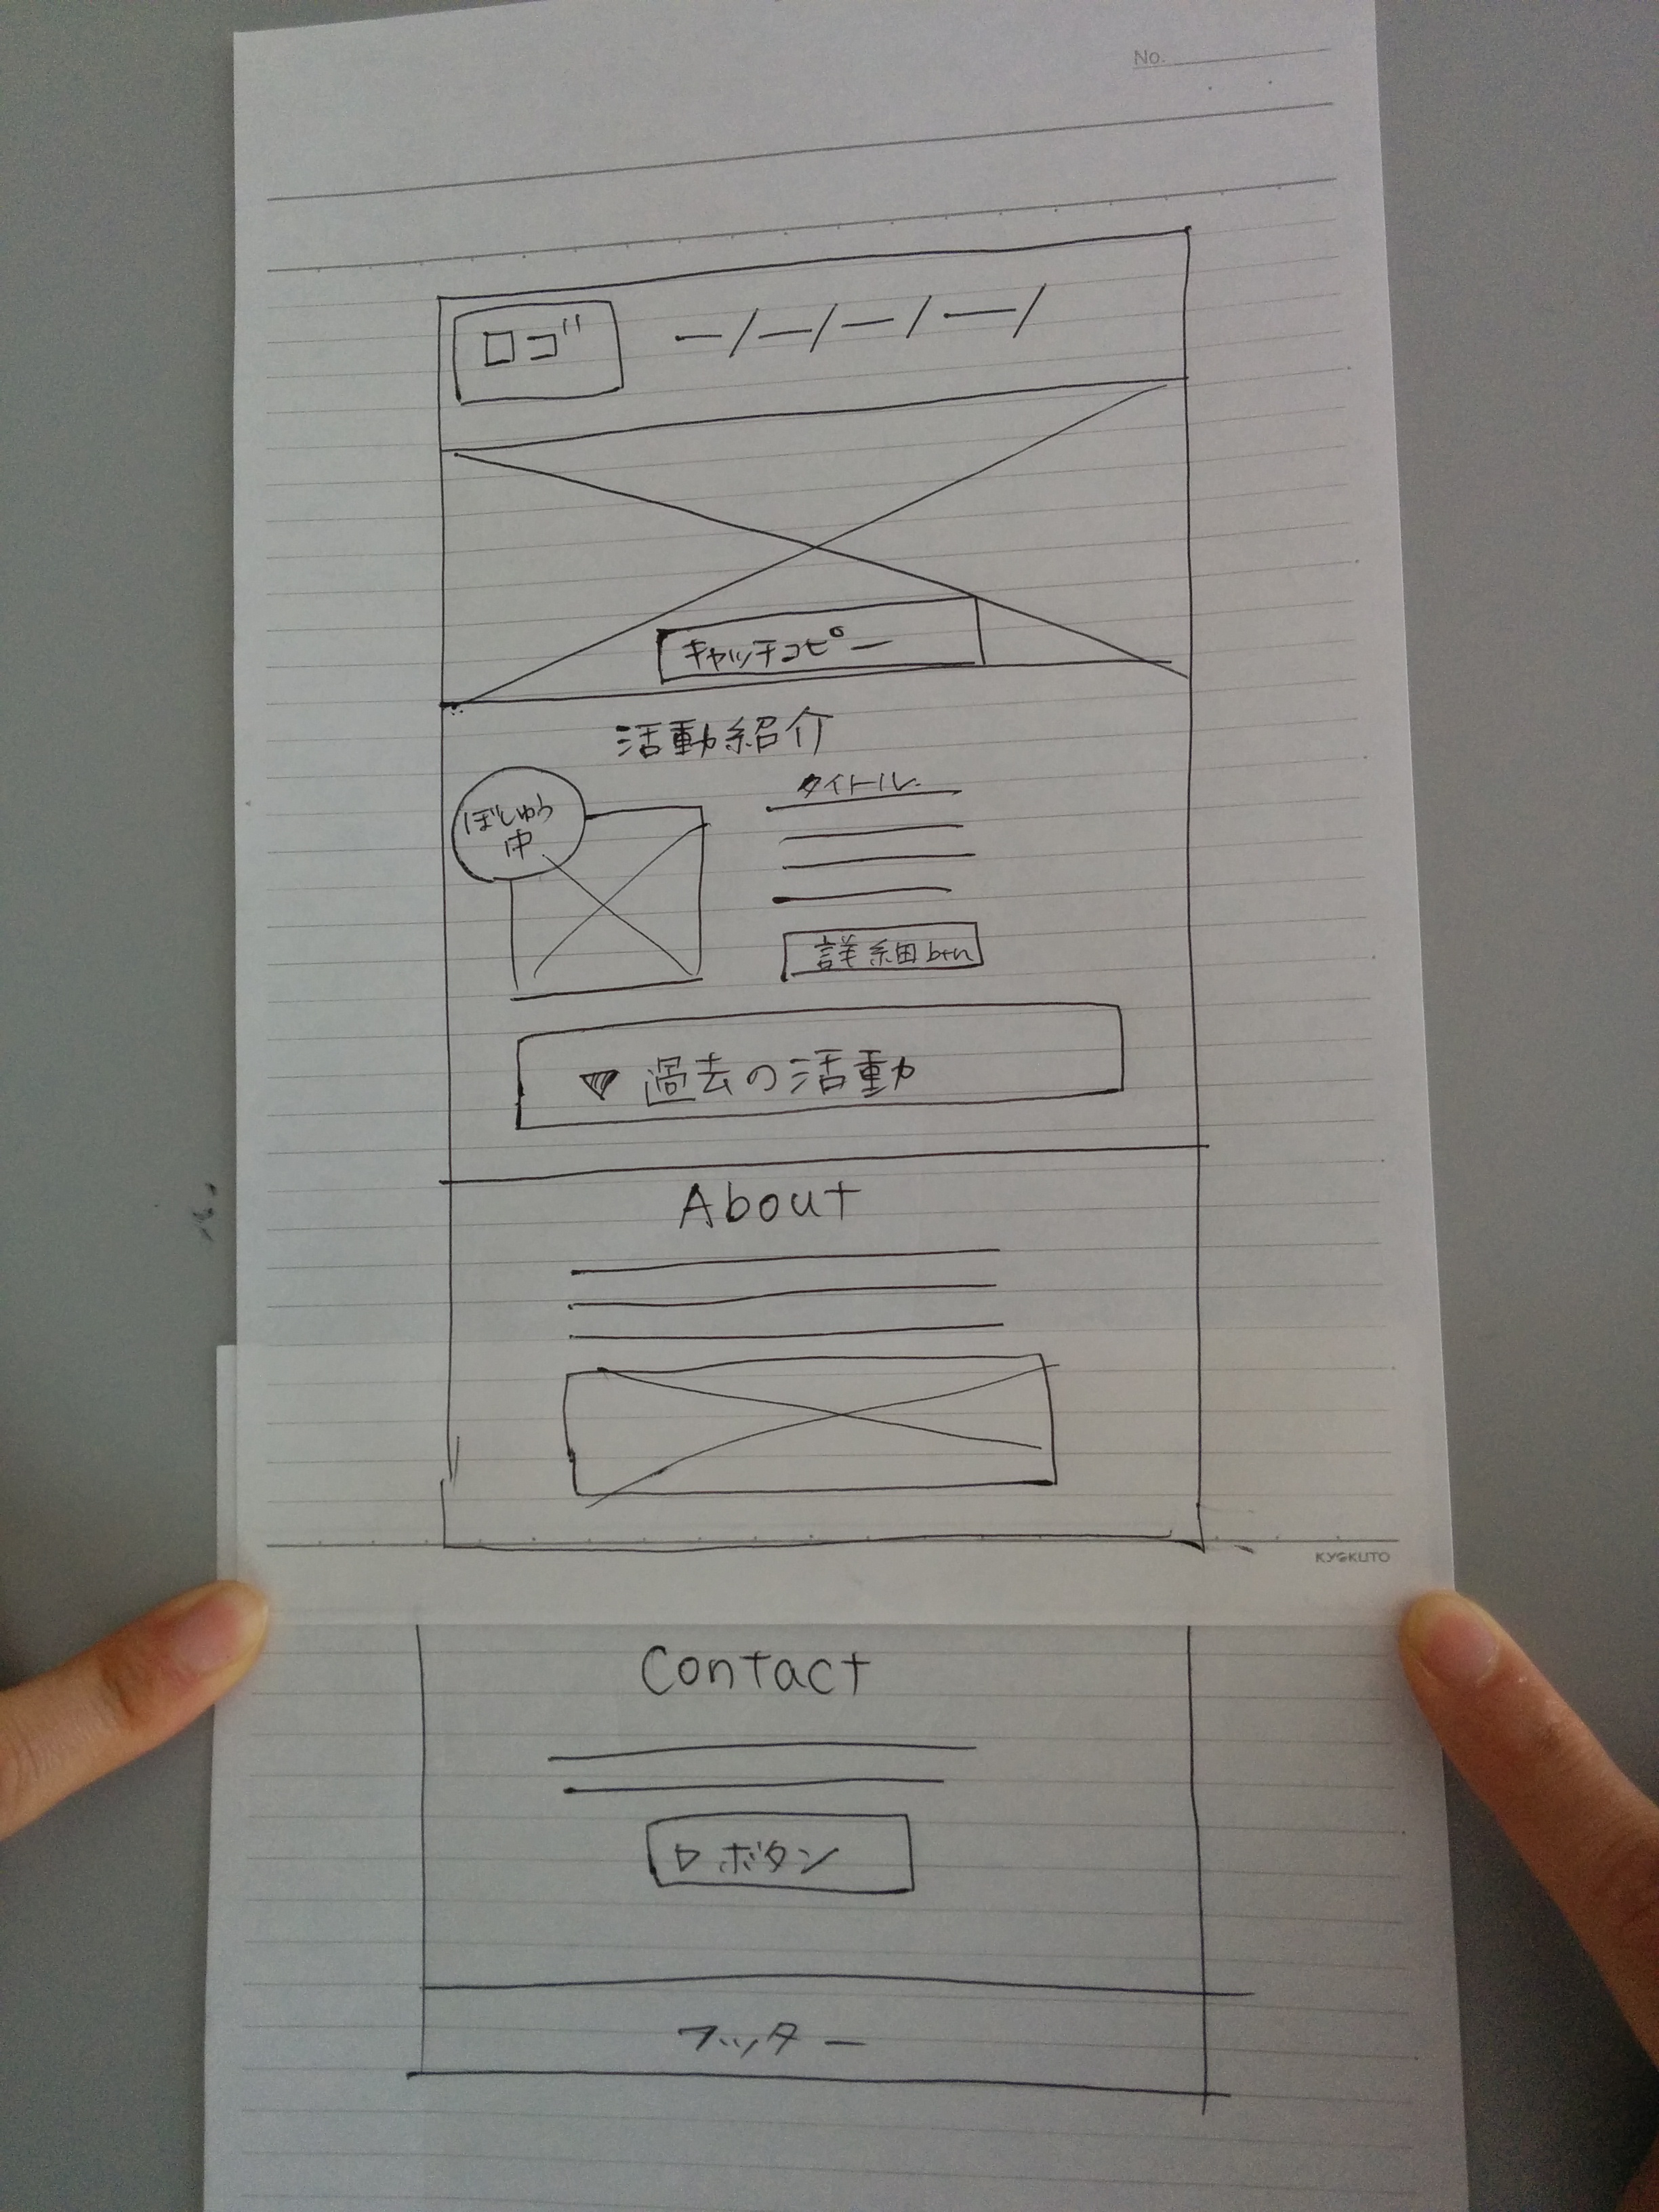 No.
ロゴ
キャッチコピー
活動紹介
ぼしゅう
中
タイトル
詳細btn
▼過去の活動
About
KYOKUTO
Contact
▷ボタン
フッター